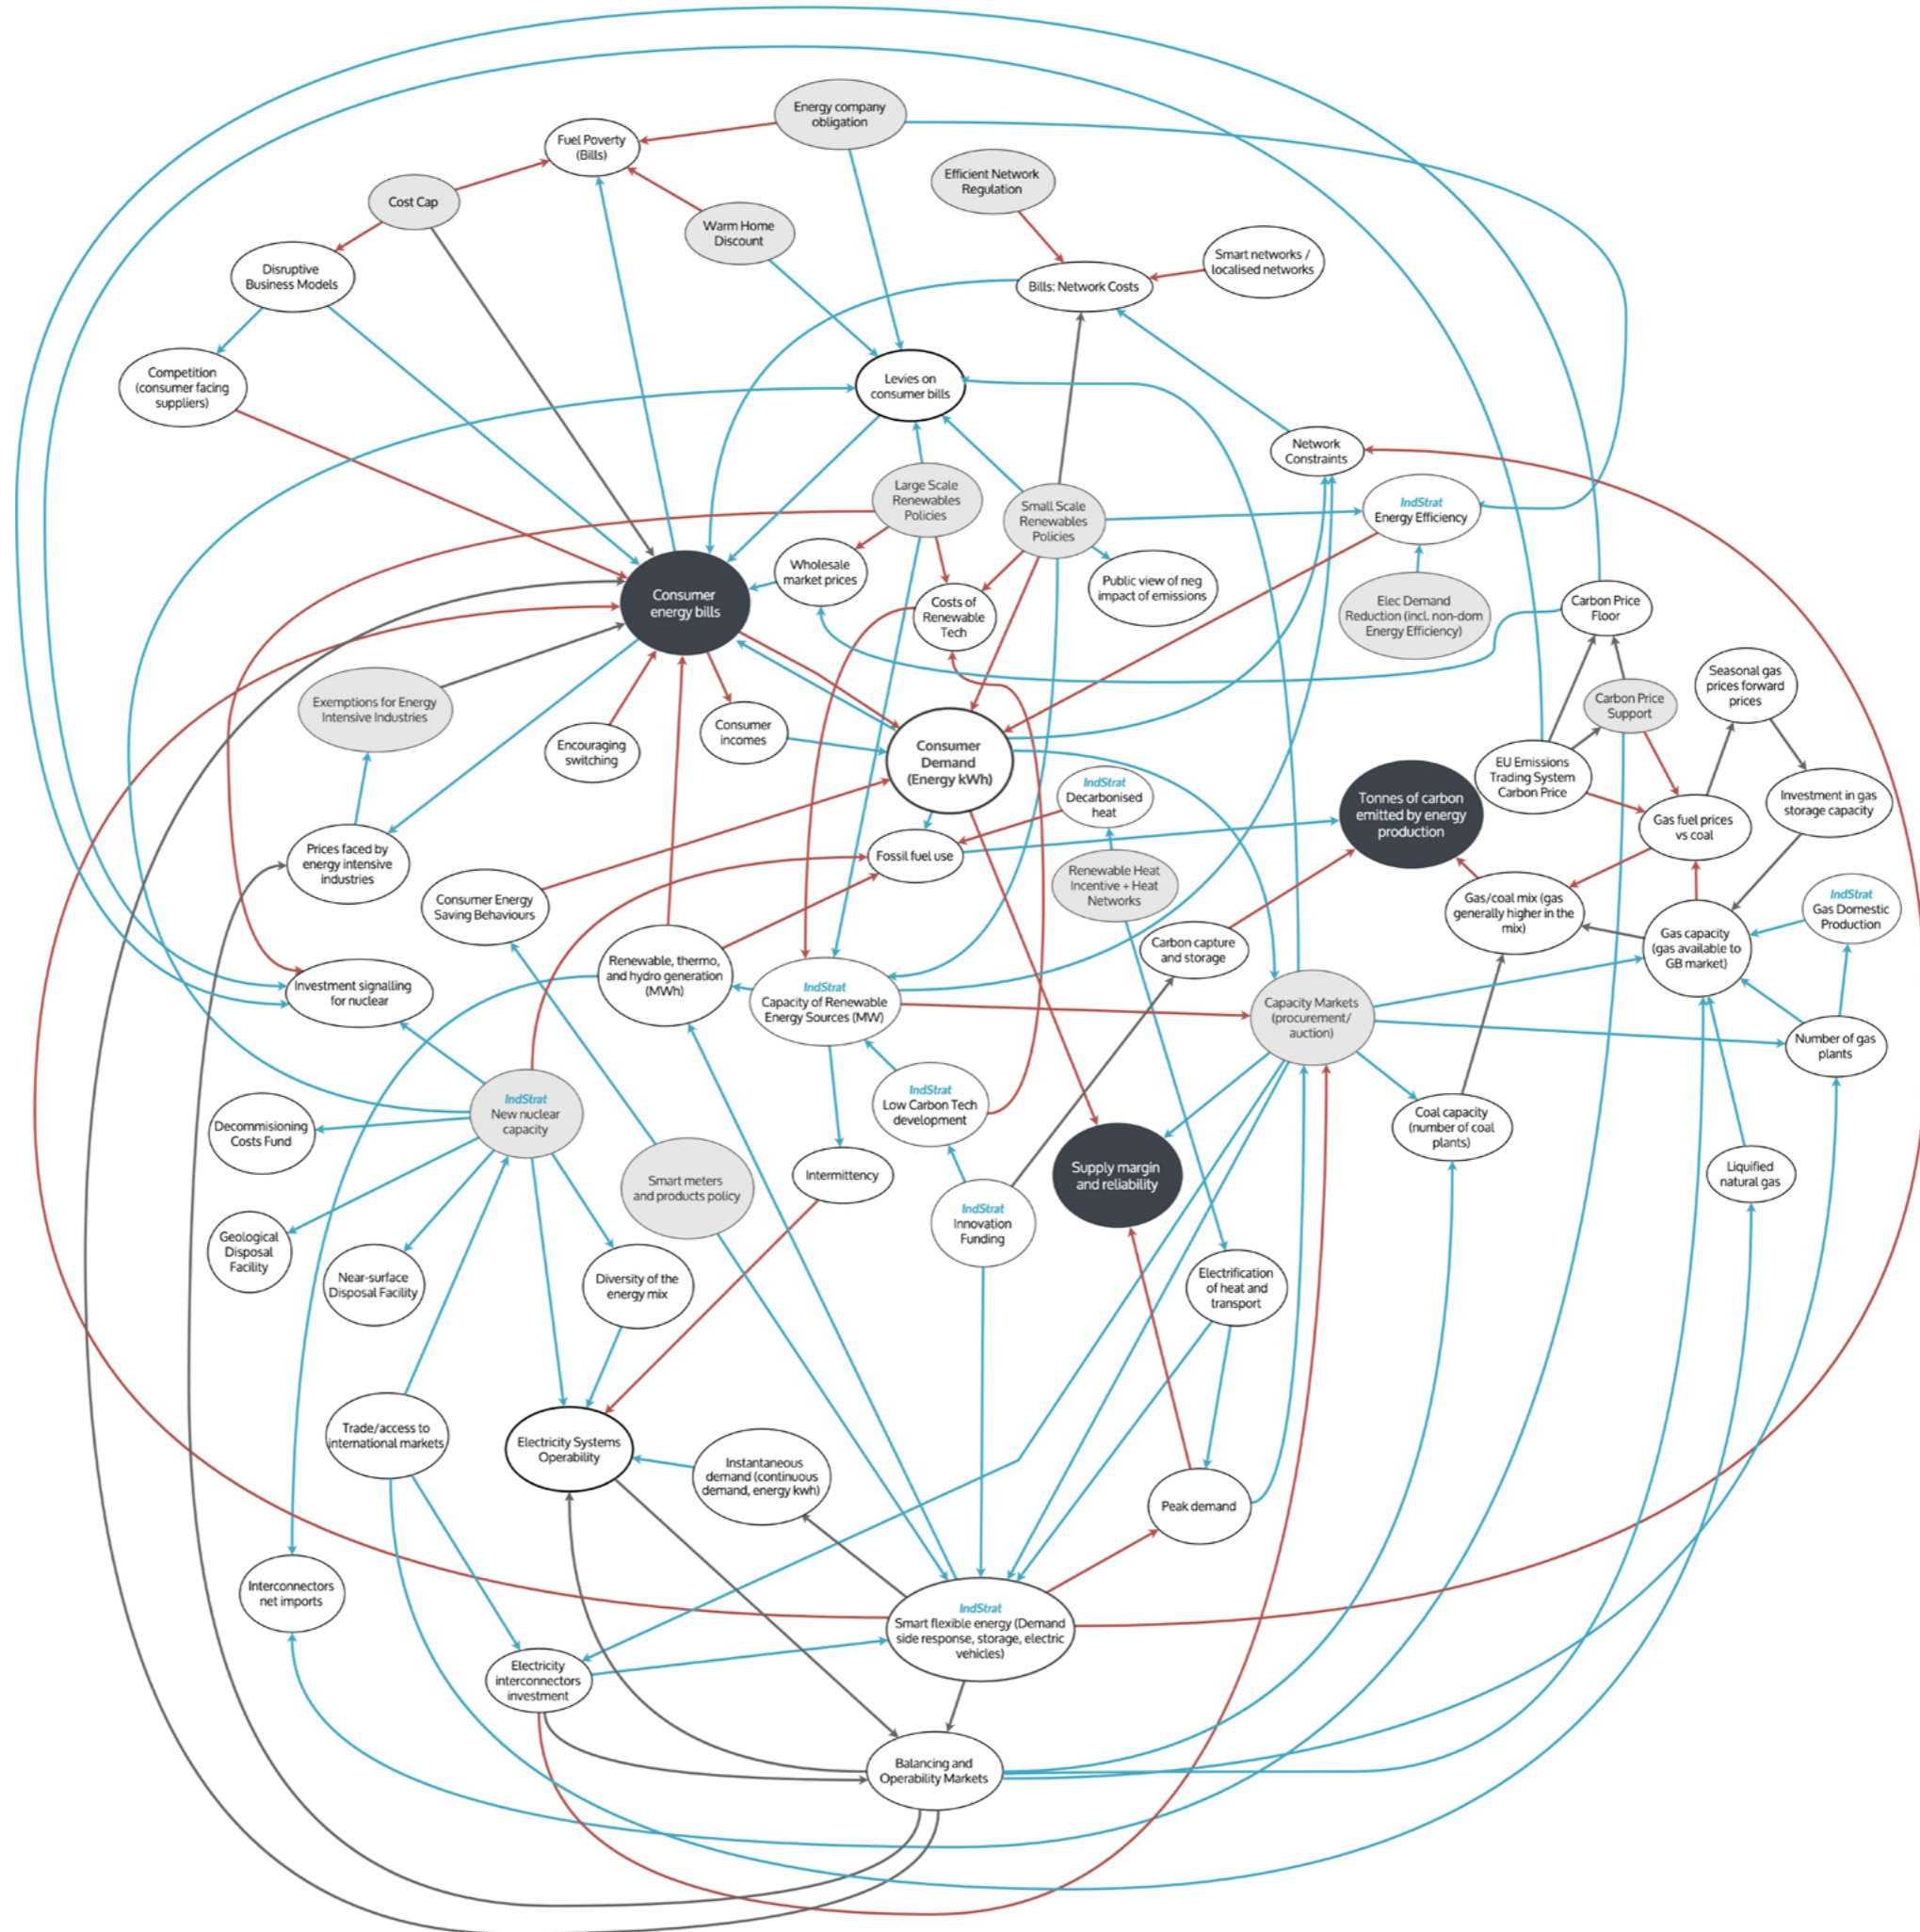 Energy company
obligation
Fuel Poverty
(Bills)
Efficient Network
Regulation
Cost Cap
Warm Home
Discount
Smart networks /
localised networks
Disruptive
Business Models
Bills: Network Costs
Competition
(consumer facing
suppliers)
Levies on
consumer bills
Network
Constraints
Large Scale
Renewables
Policies
Small Scale
Renewables
Policies
IndStrat
Energy Efficiency
Wholesale
market prices
Public view of neg
impact of emissions
Consumer
energy bills
Costs of
Renewable
Tech
Elec Demand
Reduction (incl. non-dom
Energy Efficiency)
Carbon Price
Floor
Seasonal gas
prices forward
prices
Exemptions for Energy
Intensive Industries
Carbon Price
Support
Encouraging
switching
Consumer
incomes
Consumer
Demand
(Energy kWh)
EU Emissions
Trading System
Carbon Price
IndStrat
Decarbonised
heat
Tonnes of carbon
emitted by energy
production
Investment in gas
storage capacity
Gas fuel prices
vs coal
Prices faced by
energy intensive
industries
Fossil fuel use
Consumer Energy
Saving Behaviours
Renewable Heat
Incentive + Heat
Networks
Gas/coal mix (gas
generally higher in the
mix)
IndStrat
Gas Domestic
Production
Carbon capture
and storage
Gas capacity
(gas available to
GB market)
Investment signalling
for nuclear
Renewable, thermo,
and hydro generation
(MWh)
IndStrat
Capacity of Renewable
Energy Sources (MW)
Capacity Markets
(procurement/
auction)
Number of gas
plants
IndStrat
New nuclear
capacity
Decommisioning
Costs Fund
IndStrat
Low Carbon Tech
development
Coal capacity
(number of coal
plants)
Smart meters
and products policy
Intermittency
Supply margin
and reliability
Liquified
natural gas
Geological
Disposal
Facility
Near-surface
Disposal Facility
Diversity of the
energy mix
IndStrat
Innovation
Funding
Electrification
of heat and
transport
Trade/access to
international markets
Electricity Systems
Operability
Instantaneous
demand (continuous
demand, energy kwh)
Peak demand
Interconnectors
net imports
IndStrat
Smart flexible energy (Demand
side response, storage, electric
vehicles)
Electricity
interconnectors
investment
Balancing and
Operability Markets